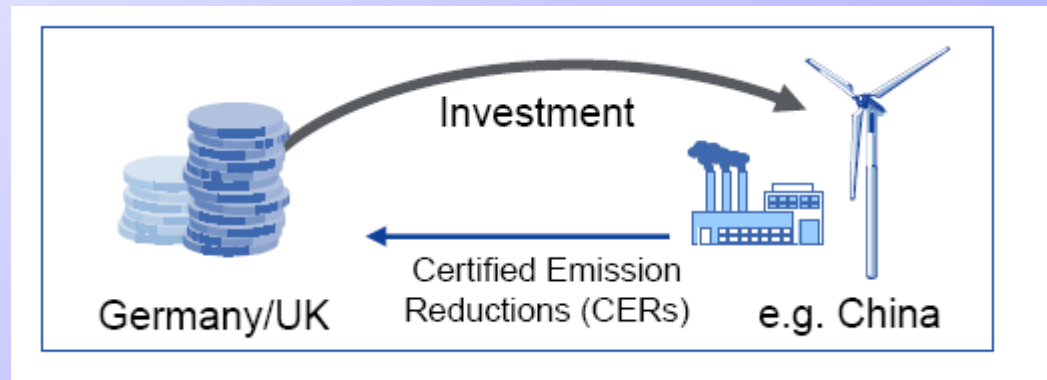 Investment
Certified Emission
Reductions (CERs)
Germany/UK
e.g. China